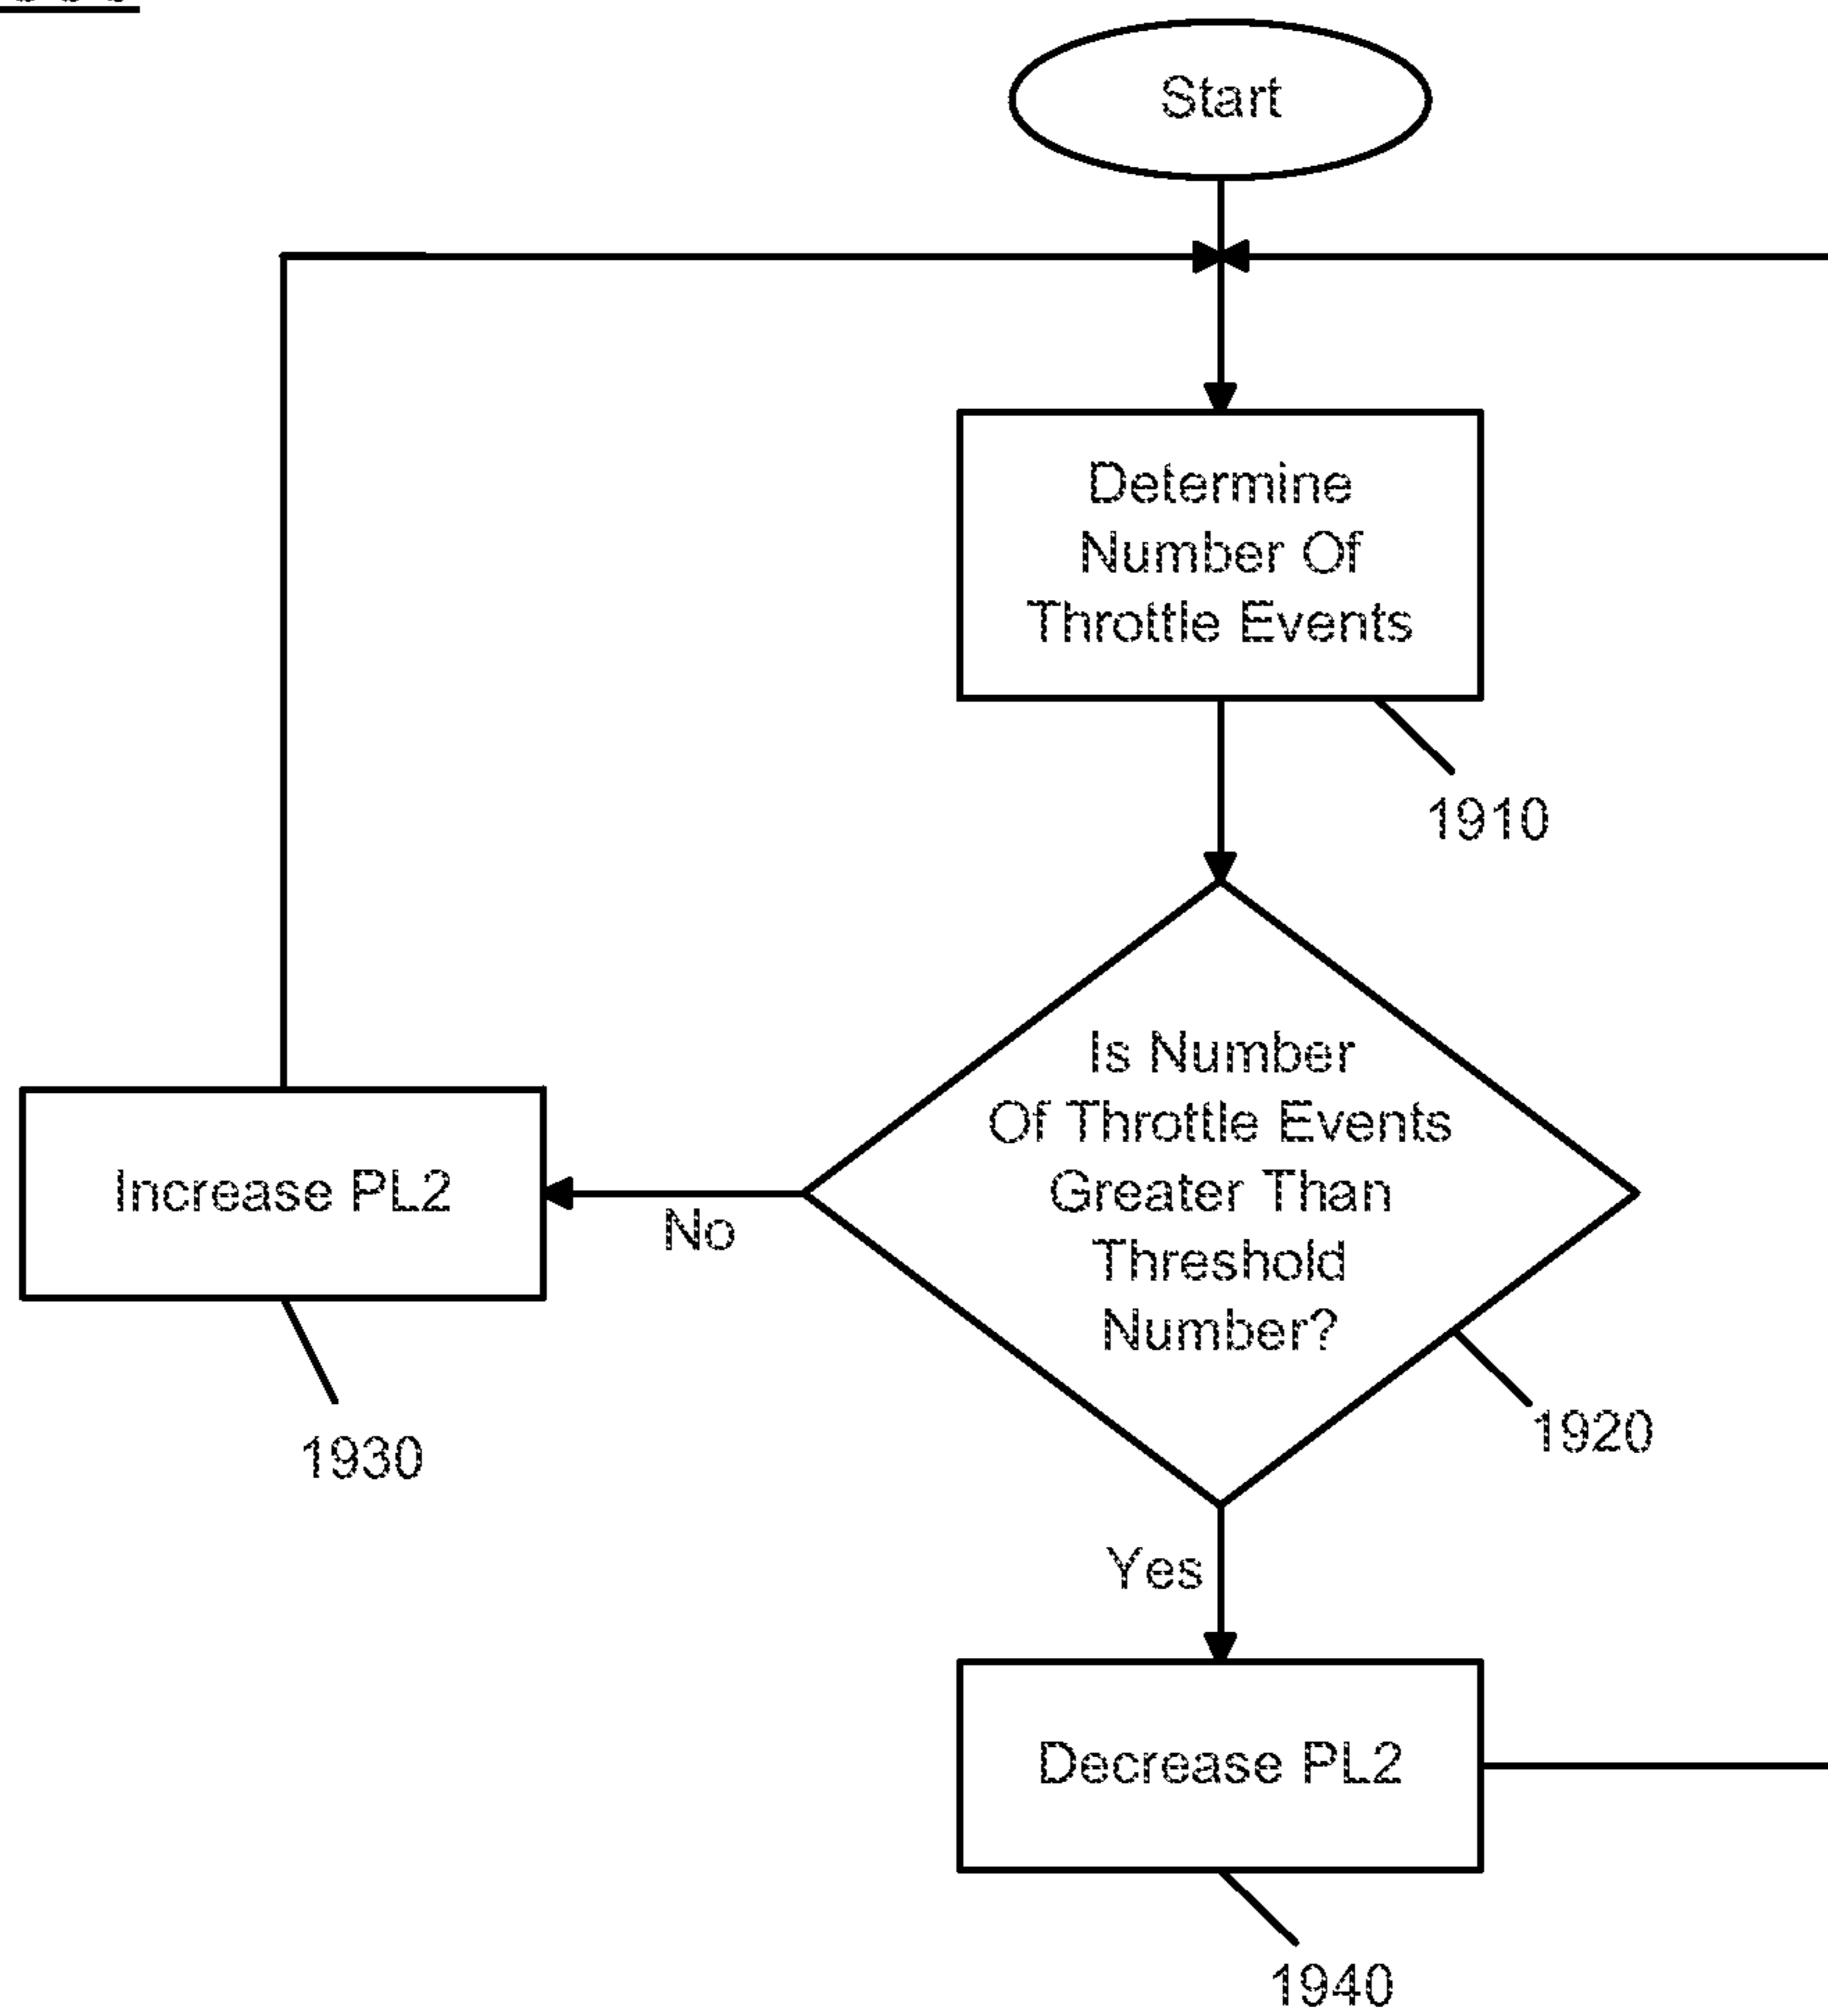 Start
Determine
Number Of
Throttle Events
1910
Is Number
Of Throttle Events
Greater Than
Threshold
Number?
1920
No
Increase PL2
1930
Yes
Decrease PL2
1940